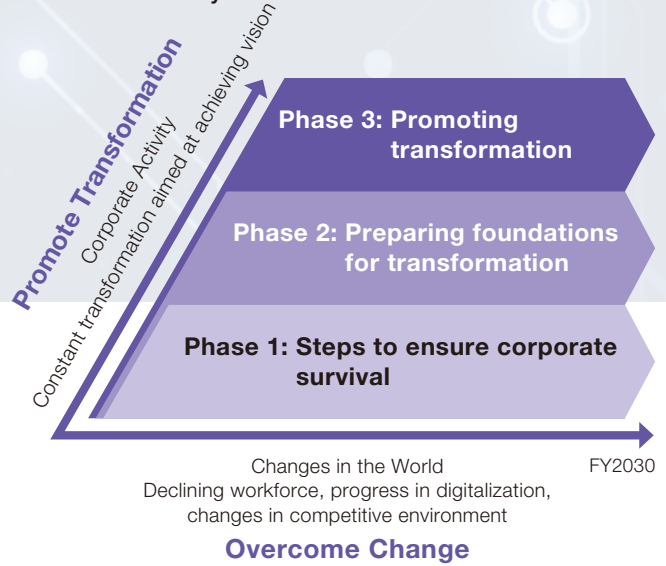 Promote Transformation
Corporate Activity
Constant transformation aimed at achieving vision
Phase 3: Promoting
transformation
Phase 2: Preparing foundations
for transformation
Phase 1: Steps to ensure corporate
survival
Changes in the World
FY2030
Declining workforce, progress in digitalization,
changes in competitive environment
Overcome Change